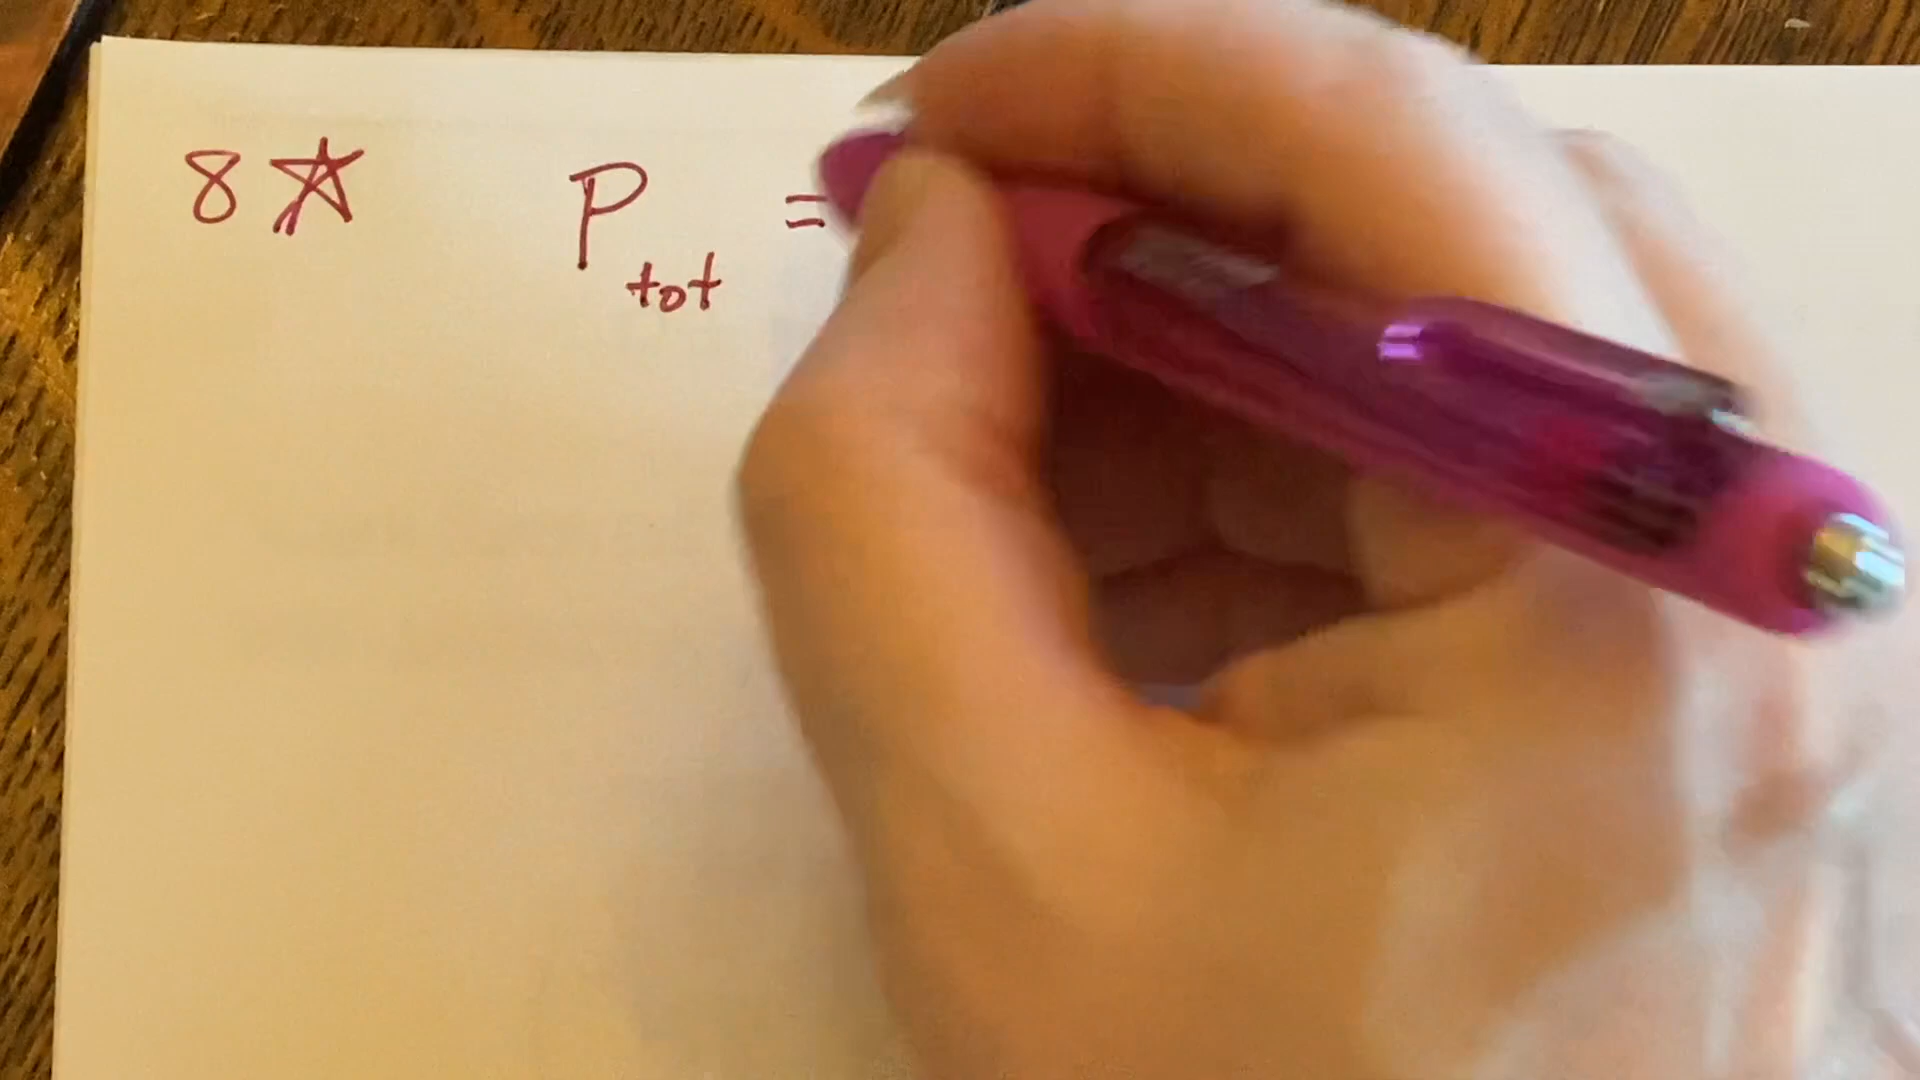 8☆ P_tot =